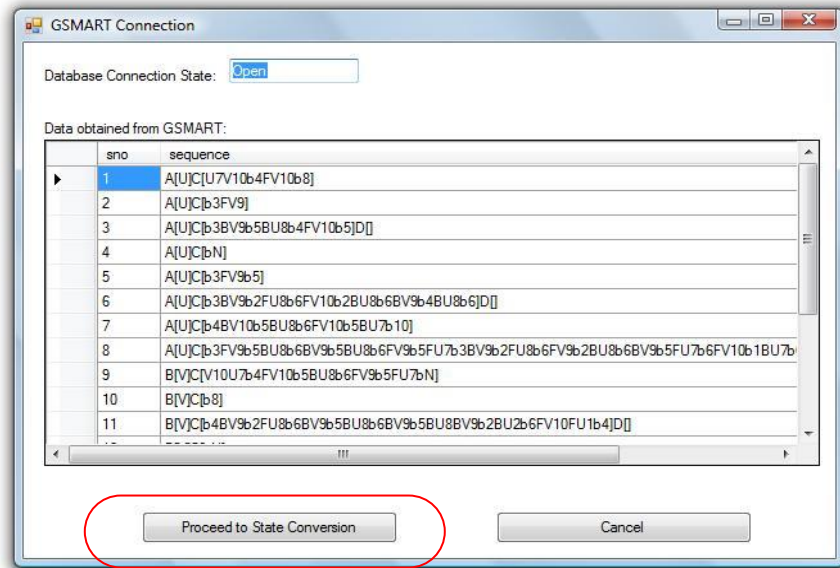 GSMART Connection
Database Connection State: Open
Data obtained from GSMART:
sno sequence
1 A[U]C[U7V10b4FV10b8]
2 A[U]C[b3FV9]
3 A[U]C[b3BV9b5BU8b4FV10b5]D[]
4 A[U]C[bN]
5 A[U]C[b3FV9b5]
6 A[U]C[b3BV9b2FU8b6FV10b2BU8b6BV9b4BU8b6]D[]
7 A[U]C[b4BV10b5BU8b6FV10b5BU7b10]
8 A[U]C[b3FV9b5BU8b6BV9b5BU8b6FV9b5FU7b3BV9b2FU8b6FV9b2BU8b6BV9b5FU7b6FV10b1BU7b
9 B[V]C[V10U7b4FV10b5BU8b6FV9b5FU7bN]
10 B[V]C[b8]
11 B[V]C[b4BV9b2FU8b6BV9b5BU8b6BV9b5BU8BV9b2BU2b6FV10FU1b4]D[]
Proceed to State Conversion Cancel